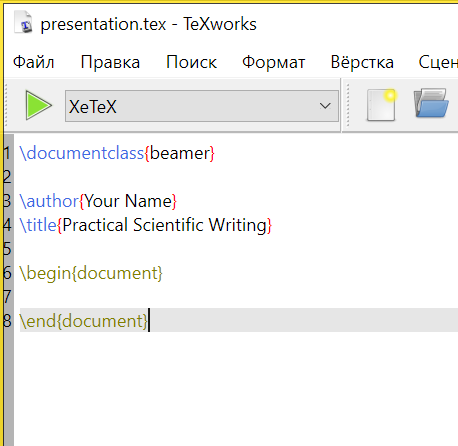 presentation.tex - TeXworks
Файл Правка Поиск Формат Вёрстка Сцен
XeTeX
1 \documentclass{beamer}
2
3 \author{Your Name}
4 \title{Practical Scientific Writing}
5
6 \begin{document}
7
8 \end{document}